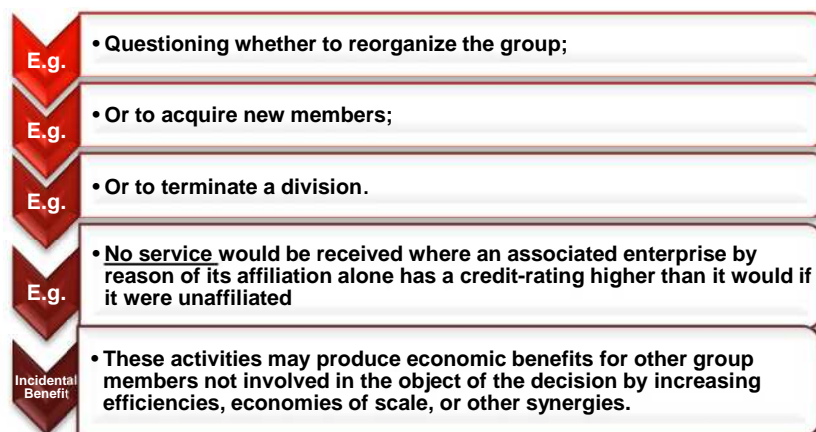 E.g.
• Questioning whether to reorganize the group;
E.g.
• Or to acquire new members;
E.g.
• Or to terminate a division.
E.g.
• No service would be received where an associated enterprise by
reason of its affiliation alone has a credit-rating higher than it would if
it were unaffiliated
Incidental
Benefit
• These activities may produce economic benefits for other group
members not involved in the object of the decision by increasing
efficiencies, economies of scale, or other synergies.